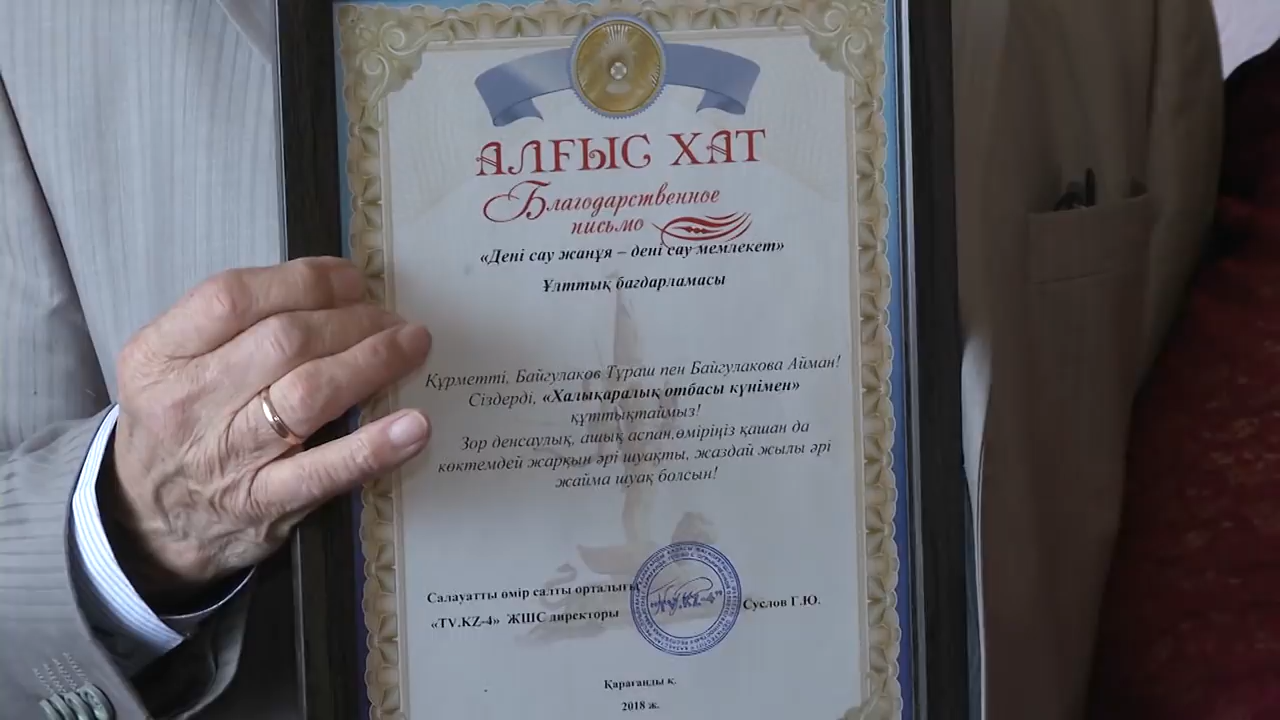 АЛҒЫС ХАТ
Благодарственное
письмо
«Дені сау жанұя – дені сау мемлекет»
Ұлттық бағдарламасы
Құрметті, Байгулаков Тұраш пен Байгулакова Айман!
Сіздерді, «Халықаралық отбасы күнімен»
құттықтаймыз!
Зор денсаулық, ашық аспан,өміріңіз қашан да
көктемдей жарқын әрі шуақты, жаздай жылы әрі
жайма шуақ болсын!
Салауатты өмір салты орталығы
«TV.KZ-4» ЖШС директоры
"TV.KZ-4"
Суслов Г.Ю.
Қарағанды қ.
2018 ж.